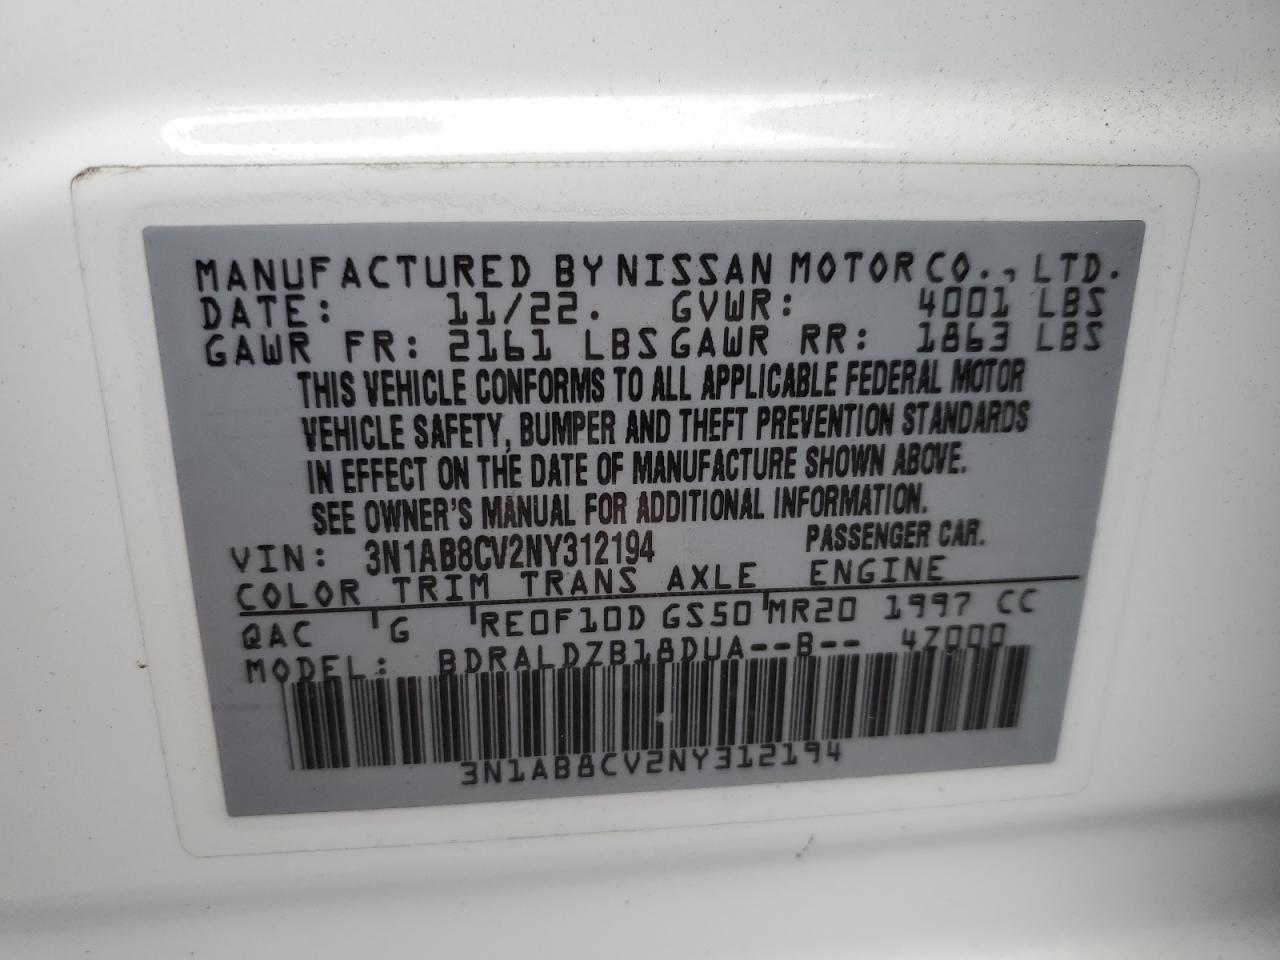 MANUFACTURED BY NISSAN MOTOR CO., LTD.
DATE: 11/22. GVWR: 4001 LBS
GAWR FR: 2161 LBS GAWR RR: 1863 LBS
THIS VEHICLE CONFORMS TO ALL APPLICABLE FEDERAL MOTOR
VEHICLE SAFETY, BUMPER AND THEFT PREVENTION STANDARDS
IN EFFECT ON THE DATE OF MANUFACTURE SHOWN ABOVE.
SEE OWNER'S MANUAL FOR ADDITIONAL INFORMATION.
VIN: 3N1AB8CV2NY312194 PASSENGER CAR.
COLOR TRIM TRANS AXLE ENGINE
QAC G RE0F10D GS50 MR20 1997 CC
MODEL: BDRALDZB18DUA--B-- 4Z000
3N1AB8CV2NY312194